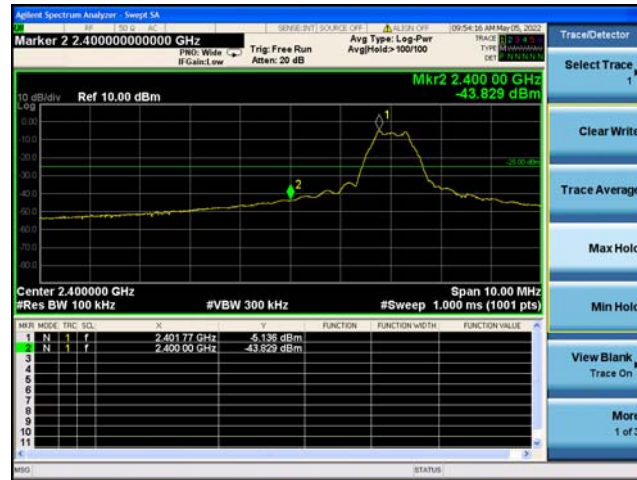 Agilent Spectrum Analyzer - Swept SA
RF 50 Ω AC SENSE:INT SOURCE OFF ALIGN OFF 09:54:16 AM May 05, 2022
Marker 2 2.400000000000 GHz
PNO: Wide
IFGain:Low
Trig: Free Run
Atten: 20 dB
Avg Type: Log-Pwr
Avg|Hold>100/100
TRACE 1 2 3 4 5 6
TYPE
DET P N N N N N
Mkr2 2.400 00 GHz
-43.829 dBm
10 dB/div Ref 10.00 dBm
Log
0.00
-10.0
-20.0
-25.00 dBm
-30.0
-40.0
-50.0
-60.0
-70.0
-80.0
1
2
Center 2.400000 GHz Span 10.00 MHz
#Res BW 100 kHz #VBW 300 kHz #Sweep 1.000 ms (1001 pts)
MKR MODE TRC SCL X Y FUNCTION FUNCTION WIDTH FUNCTION VALUE
1 N 1 f 2.401 77 GHz -5.136 dBm
2 N 1 f 2.400 00 GHz -43.829 dBm
3
4
5
6
7
8
9
10
11
MSG STATUS
Trace/Detector
Select Trace
1
Clear Write
Trace Average
Max Hold
Min Hold
View Blank
Trace On
More
1 of 3